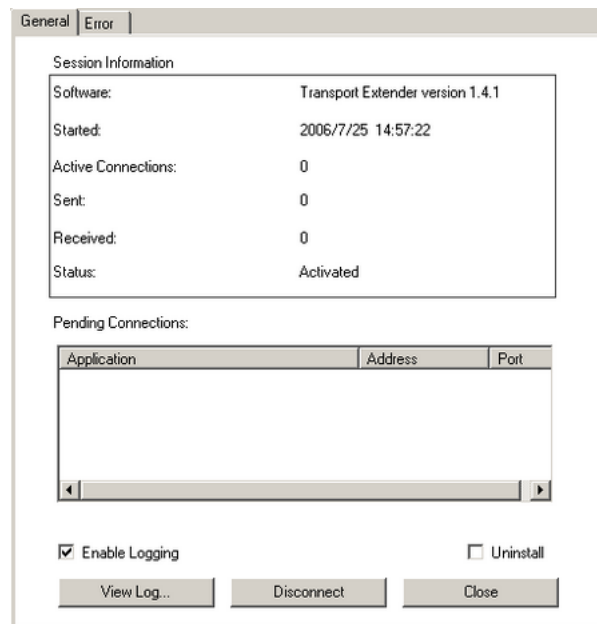 General Error
Session Information
Software: Transport Extender version 1.4.1
Started: 2006/7/25 14:57:22
Active Connections: 0
Sent: 0
Received: 0
Status: Activated
Pending Connections:
Application Address Port
Enable Logging Uninstall
View Log... Disconnect Close